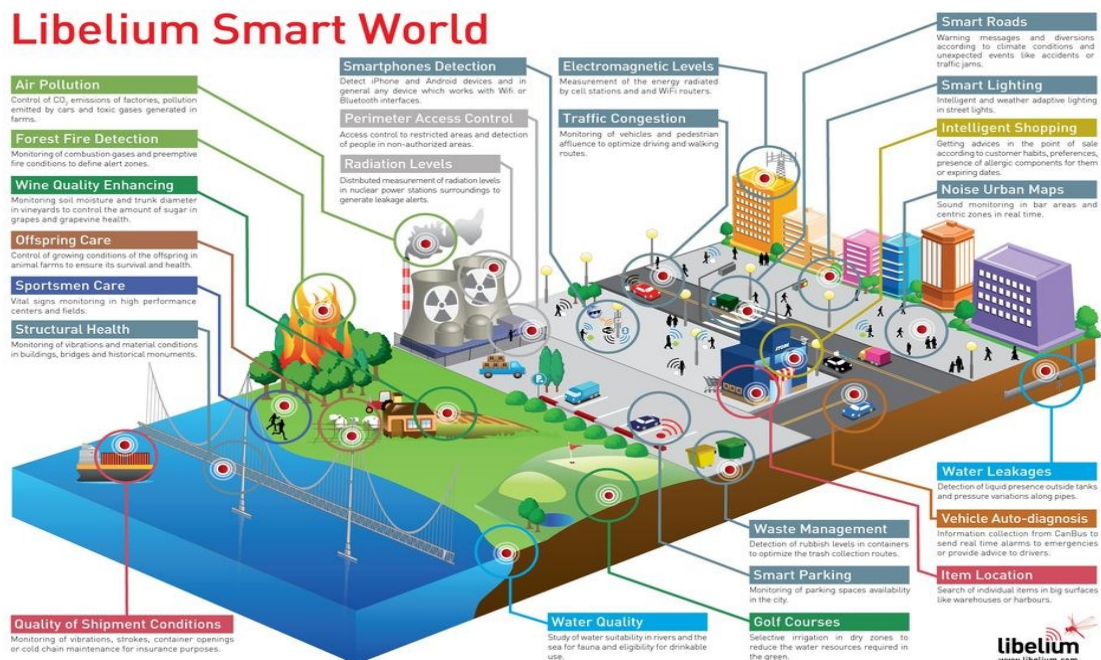 Libelium Smart World
Air Pollution
Control of CO₂ emissions of factories, pollution
emitted by cars and toxic gases generated in
farms.
Forest Fire Detection
Monitoring of combustion gases and preemptive
fire conditions to define alert zones.
Wine Quality Enhancing
Monitoring soil moisture and trunk diameter
in vineyards to control the amount of sugar in
grapes and grapevine health.
Offspring Care
Control of growing conditions of the offspring in
animal farms to ensure its survival and health.
Sportsmen Care
Vital signs monitoring in high performance
centers and fields.
Structural Health
Monitoring of vibrations and material conditions
in buildings, bridges and historical monuments.
Smartphones Detection
Detect iPhone and Android devices and in
general any device which works with Wifi or
Bluetooth interfaces.
Perimeter Access Control
Access control to restricted areas and detection
of people in non-authorized areas.
Radiation Levels
Distributed measurement of radiation levels
in nuclear power stations surroundings to
generate leakage alerts.
Electromagnetic Levels
Measurement of the energy radiated
by cell stations and and WiFi routers.
Traffic Congestion
Monitoring of vehicles and pedestrian
affluence to optimize driving and walking
routes.
Smart Roads
Warning messages and diversions
according to climate conditions and
unexpected events like accidents or
traffic jams.
Smart Lighting
Intelligent and weather adaptive lighting
in street lights.
Intelligent Shopping
Getting advices in the point of sale
according to customer habits, preferences,
presence of allergic components for them
or expiring dates.
Noise Urban Maps
Sound monitoring in bar areas and
centric zones in real time.
Water Leakages
Detection of liquid presence outside tanks
and pressure variations along pipes.
Vehicle Auto-diagnosis
Information collection from CanBus to
send real time alarms to emergencies
or provide advice to drivers.
Item Location
Search of individual items in big surfaces
like warehouses or harbours.
Waste Management
Detection of rubbish levels in containers
to optimize the trash collection routes.
Smart Parking
Monitoring of parking spaces availability
in the city.
Golf Courses
Selective irrigation in dry zones to
reduce the water resources required in
the green.
Water Quality
Study of water suitability in rivers and the
sea for fauna and eligibility for drinkable
use.
Quality of Shipment Conditions
Monitoring of vibrations, strokes, container openings
or cold chain maintenance for insurance purposes.
P
libelium
www.libelium.com